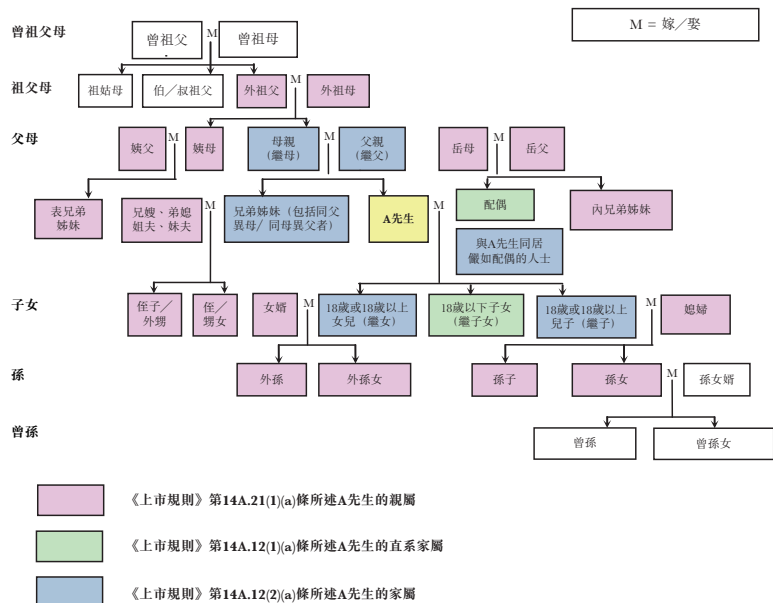 曾祖父母
曾祖父
M
曾祖母
M = 嫁／娶
祖父母
祖姑母
伯／叔祖父
外祖父
M
外祖母
父母
姨父
M
姨母
母親
(繼母)
M
父親
(繼父)
岳母
M
岳父
表兄弟
姊妹
兄嫂、弟媳
姐夫、妹夫
M
兄弟姊妹（包括同父
異母/ 同母異父者）
A先生
M
配偶
內兄弟姊妹
與A先生同居
儼如配偶的人士
子女
侄子／
外甥
侄／
甥女
女婿
M
18歲或18歲以上
女兒（繼女）
18歲以下子女
（繼子女）
18歲或18歲以上
兒子（繼子）
M
媳婦
孫
外孫
外孫女
孫子
孫女
M
孫女婿
曾孫
曾孫
曾孫女
《上市規則》第14A.21(1)(a)條所述A先生的親屬
《上市規則》第14A.12(1)(a)條所述A先生的直系家屬
《上市規則》第14A.12(2)(a)條所述A先生的家屬